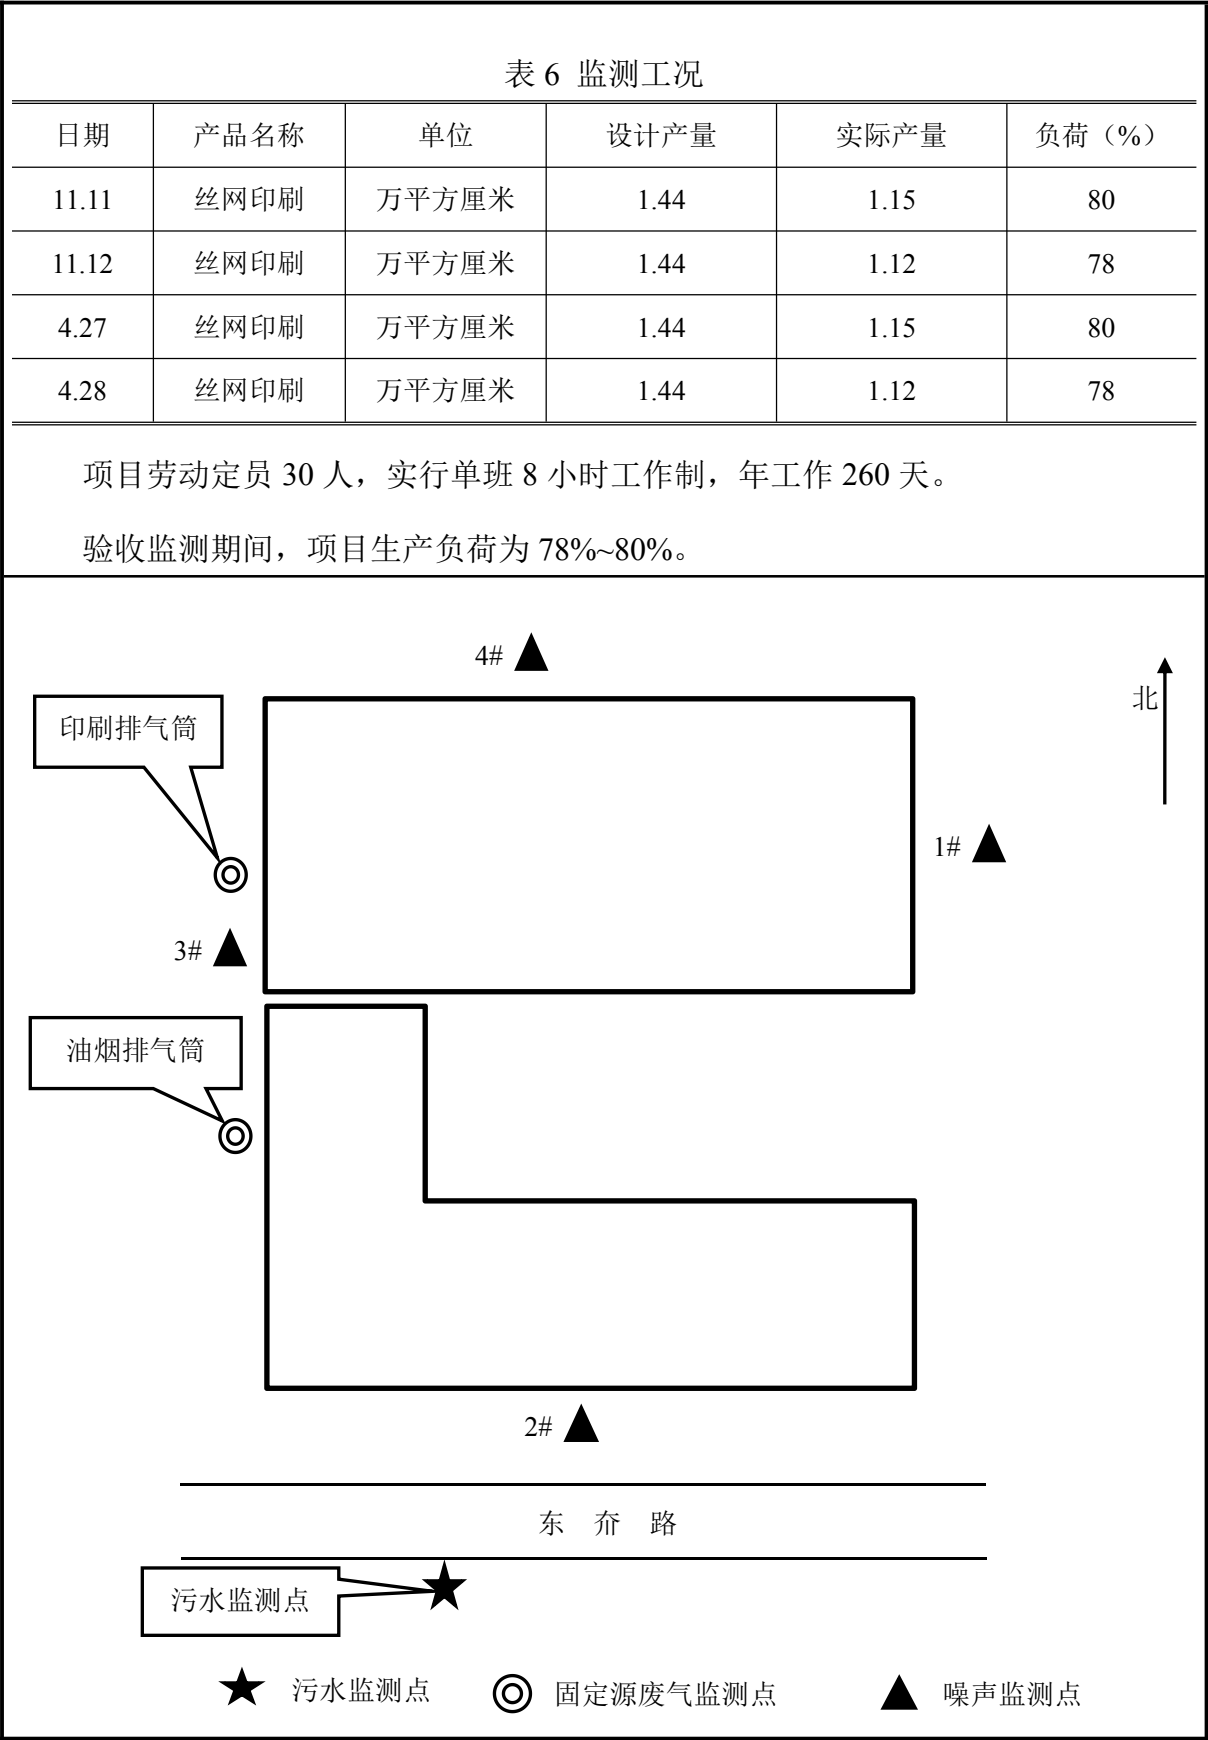 表 6 监测工况
日期 产品名称 单位 设计产量 实际产量 负荷（%）
11.11 丝网印刷 万平方厘米 1.44 1.15 80
11.12 丝网印刷 万平方厘米 1.44 1.12 78
4.27 丝网印刷 万平方厘米 1.44 1.15 80
4.28 丝网印刷 万平方厘米 1.44 1.12 78
项目劳动定员 30 人，实行单班 8 小时工作制，年工作 260 天。
验收监测期间，项目生产负荷为 78%~80%。
4#
北
印刷排气筒
1#
3#
油烟排气筒
2#
东 夰 路
污水监测点
污水监测点 固定源废气监测点 噪声监测点